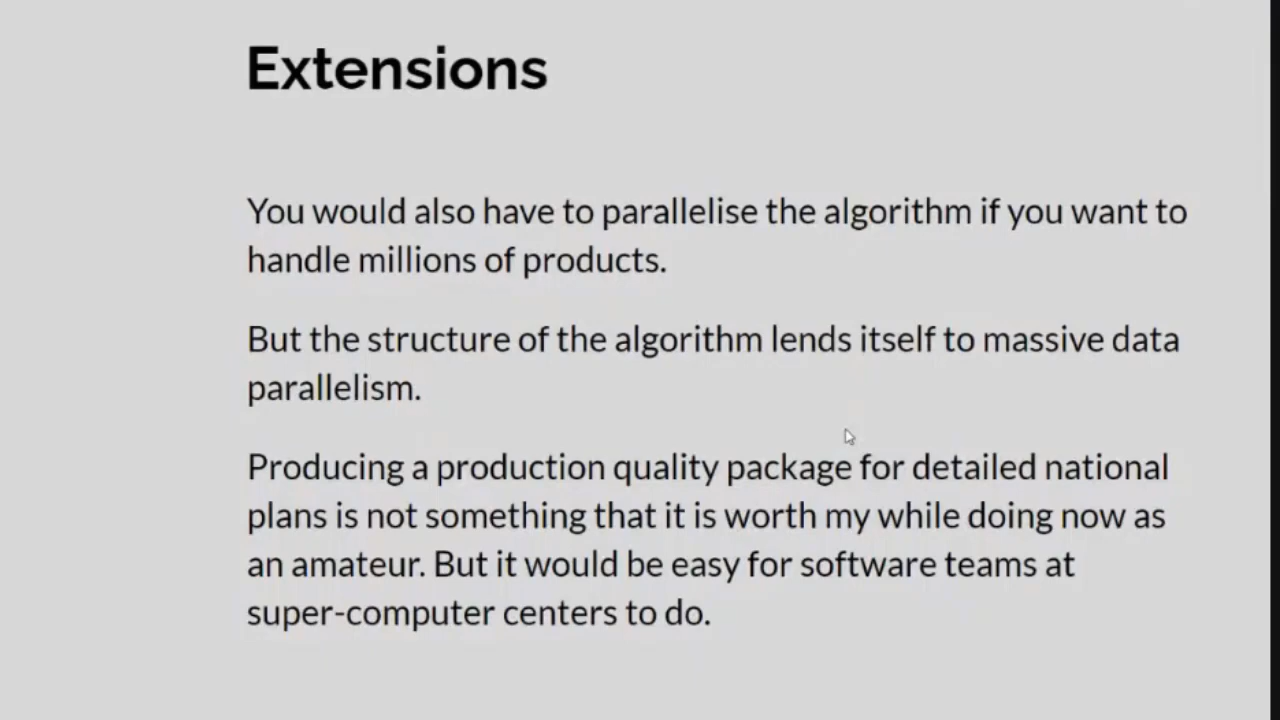 Extensions
You would also have to parallelise the algorithm if you want to
handle millions of products.
But the structure of the algorithm lends itself to massive data
parallelism.
Producing a production quality package for detailed national
plans is not something that it is worth my while doing now as
an amateur. But it would be easy for software teams at
super-computer centers to do.